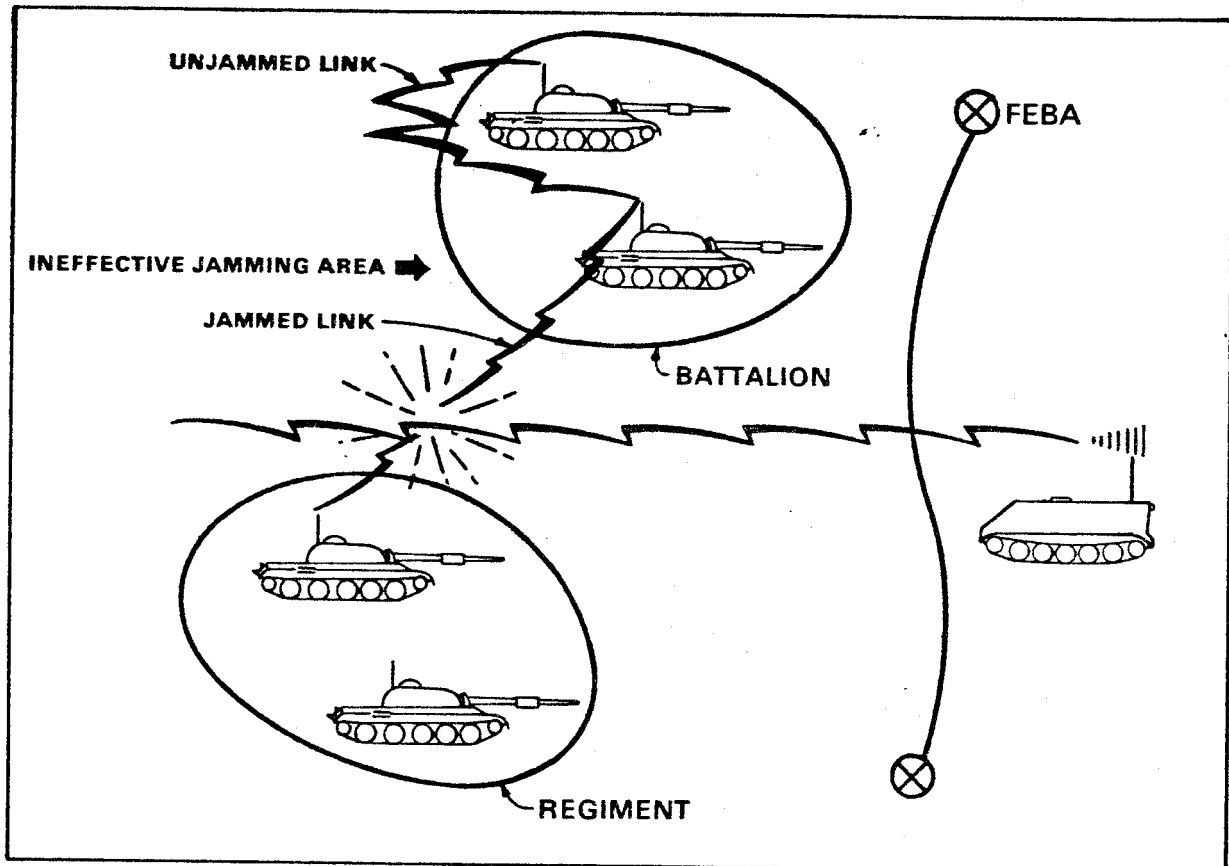 UNJAMMED LINK
FEBA
INEFFECTIVE JAMMING AREA
JAMMED LINK
BATTALION
REGIMENT